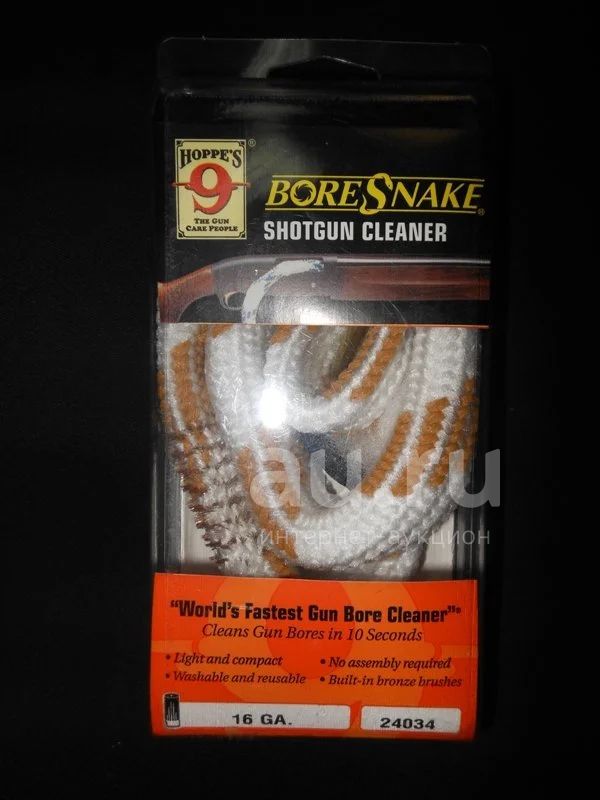 HOPPE'S
9
®
THE GUN
CARE PEOPLE
BORESNAKE®
SHOTGUN CLEANER
au.ru
интернет-аукцион
"World's Fastest Gun Bore Cleaner"®
Cleans Gun Bores in 10 Seconds
• Light and compact
• No assembly required
• Washable and reusable
• Built-in bronze brushes
16 GA.
24034